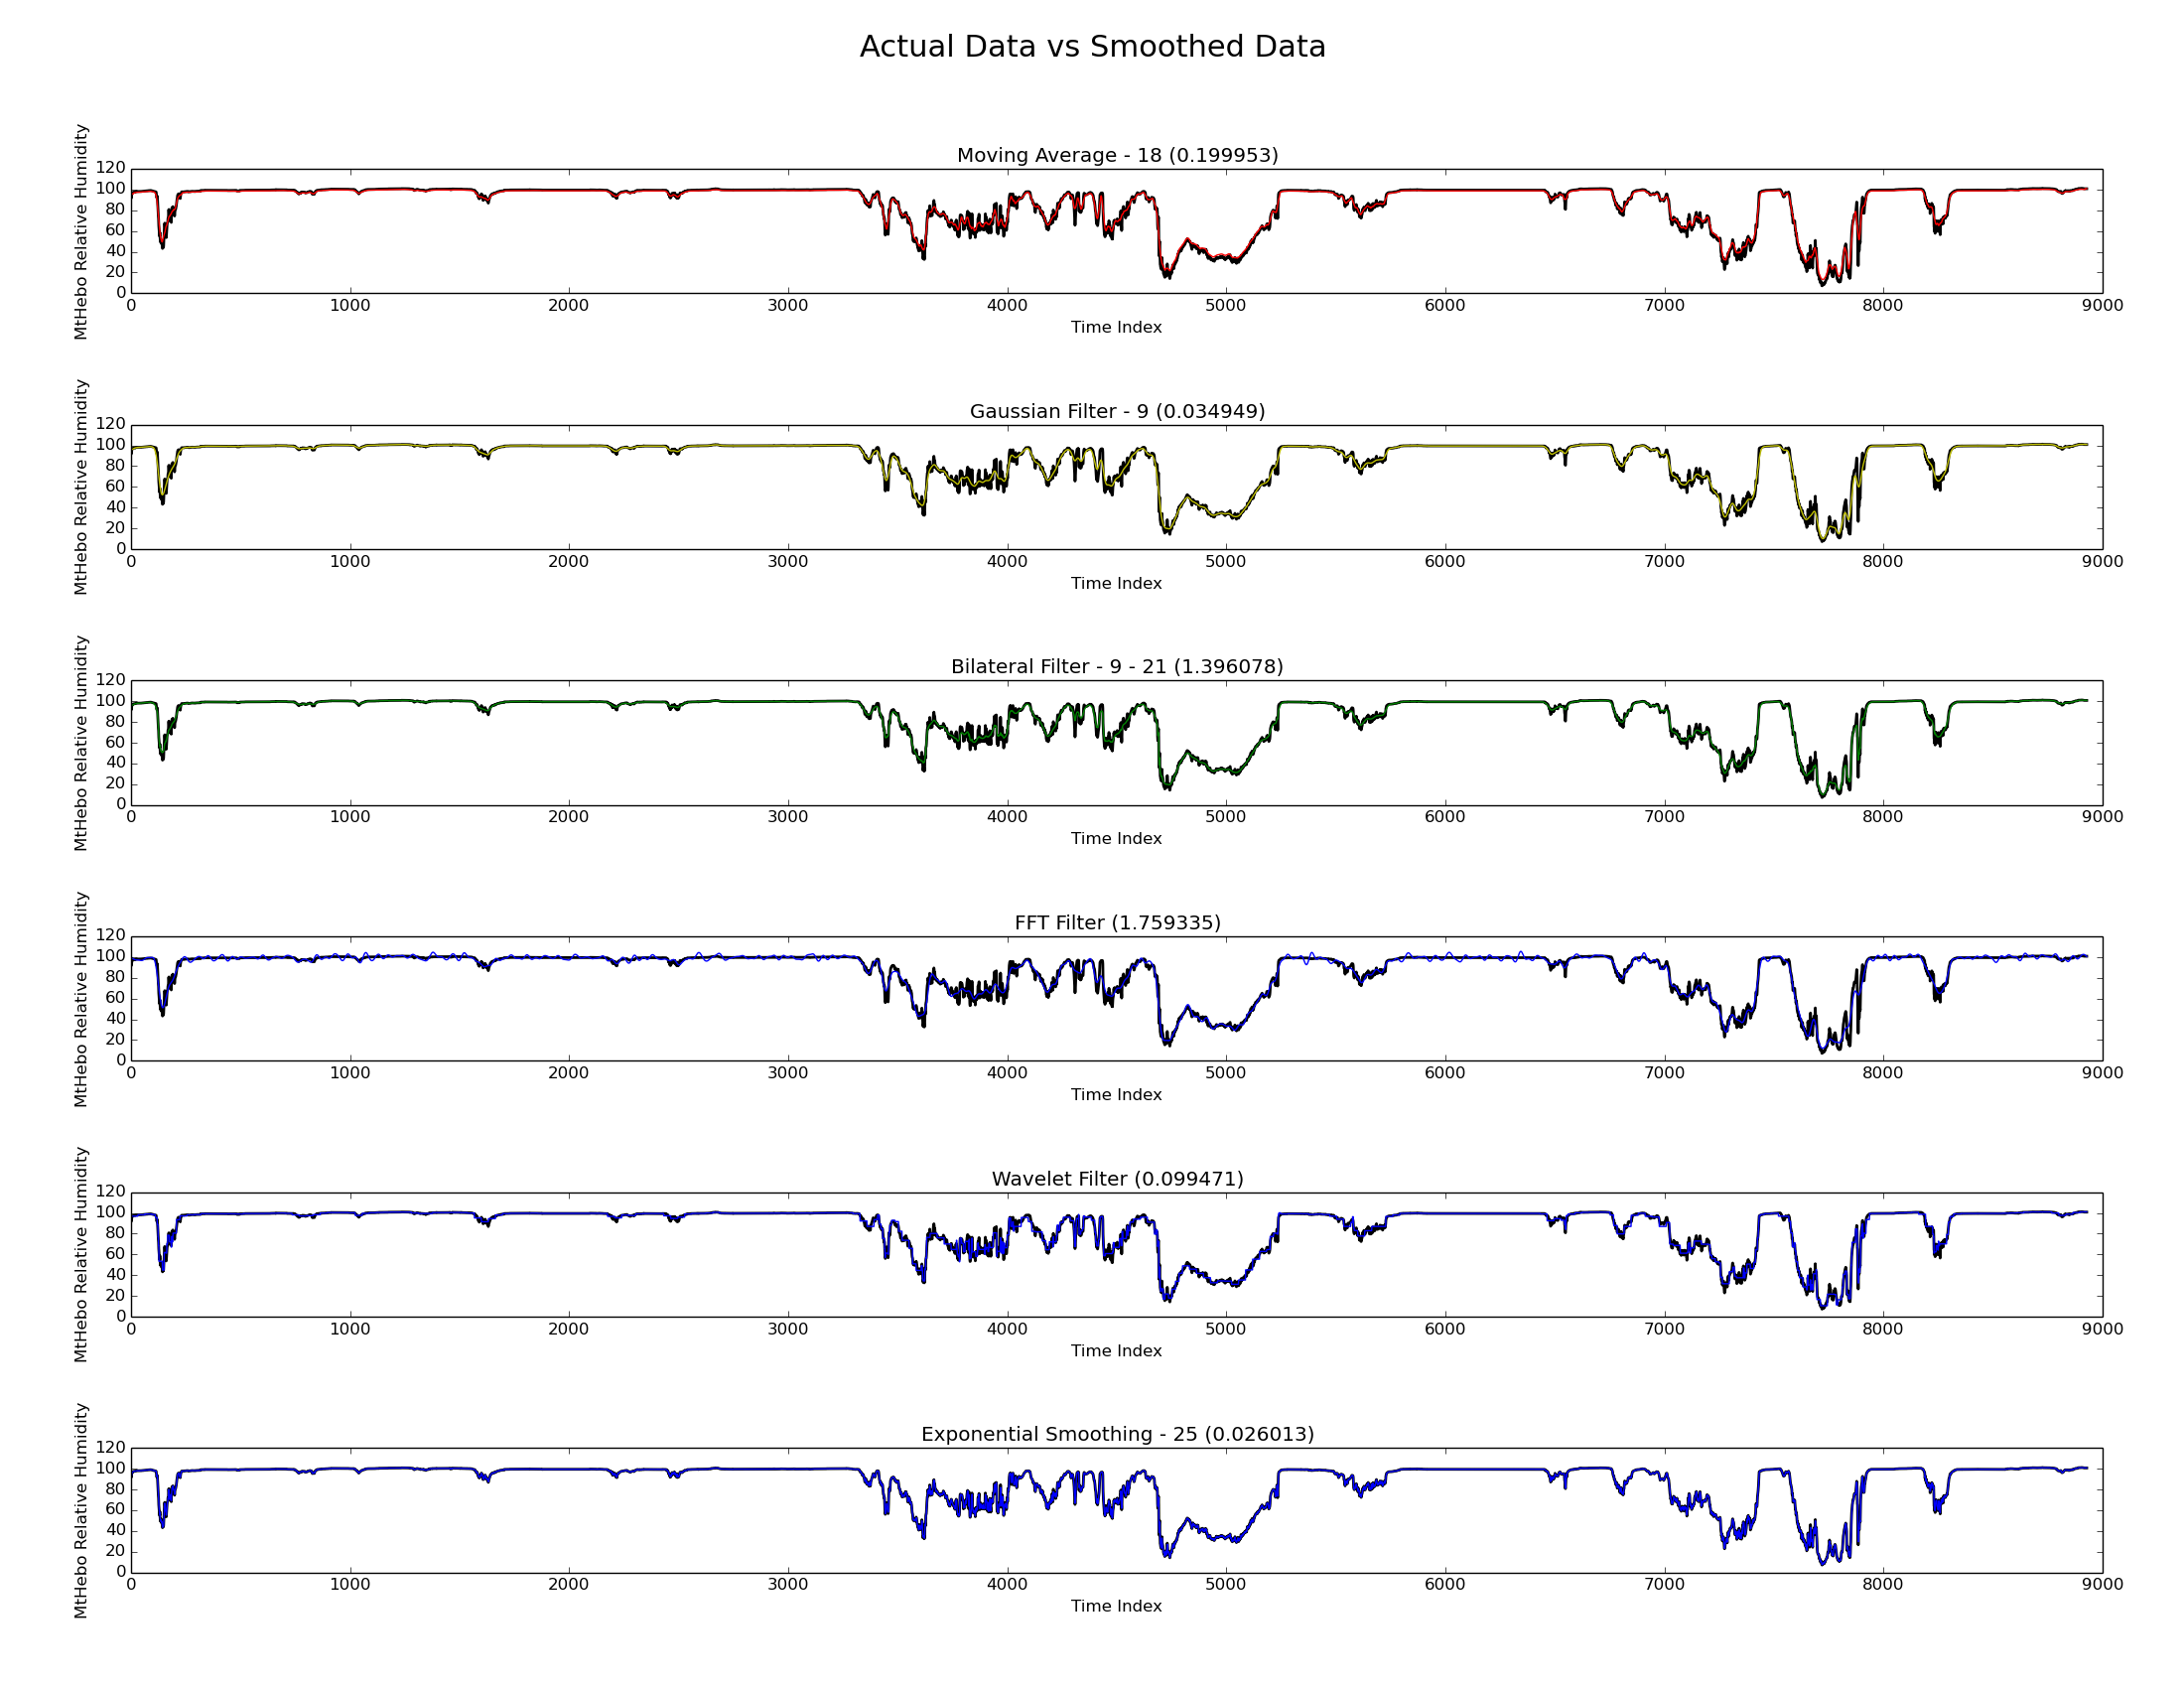 Actual Data vs Smoothed Data
Moving Average - 18 (0.199953)
MtHebo Relative Humidity
120
100
80
60
40
20
0
0 1000 2000 3000 4000 5000 6000 7000 8000 9000
Time Index
Gaussian Filter - 9 (0.034949)
MtHebo Relative Humidity
120
100
80
60
40
20
0
0 1000 2000 3000 4000 5000 6000 7000 8000 9000
Time Index
Bilateral Filter - 9 - 21 (1.396078)
MtHebo Relative Humidity
120
100
80
60
40
20
0
0 1000 2000 3000 4000 5000 6000 7000 8000 9000
Time Index
FFT Filter (1.759335)
MtHebo Relative Humidity
120
100
80
60
40
20
0
0 1000 2000 3000 4000 5000 6000 7000 8000 9000
Time Index
Wavelet Filter (0.099471)
MtHebo Relative Humidity
120
100
80
60
40
20
0
0 1000 2000 3000 4000 5000 6000 7000 8000 9000
Time Index
Exponential Smoothing - 25 (0.026013)
MtHebo Relative Humidity
120
100
80
60
40
20
0
0 1000 2000 3000 4000 5000 6000 7000 8000 9000
Time Index